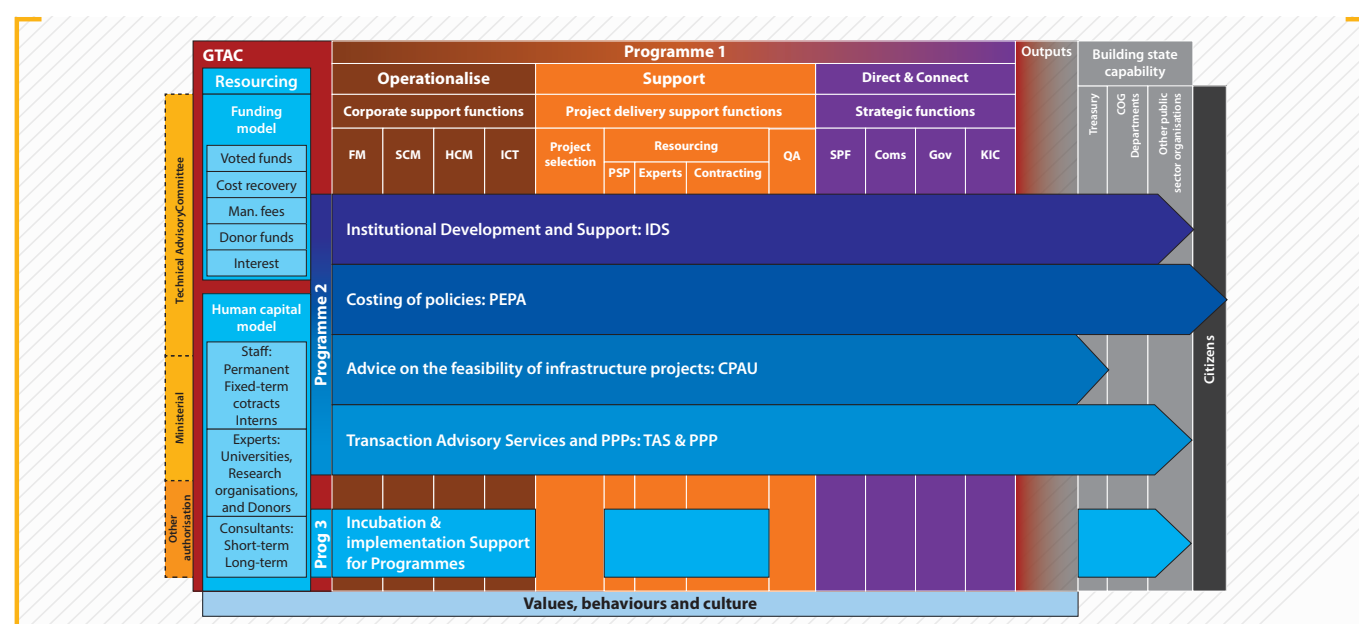 GTAC
Programme 1
Outputs
Building state
capability
Resourcing
Operationalise
Support
Direct & Connect
Funding
model
Corporate support functions
Project delivery support functions
Strategic functions
Treasury
COG
Departments
Other public
sector organisations
FM
SCM
HCM
ICT
Project
selection
Resourcing
PSP
Experts
Contracting
QA
SPF
Coms
Gov
KIC
Voted funds
Cost recovery
Man. fees
Donor funds
Interest
Technical AdvisoryCommittee
Ministerial
Other
authorisation
Human capital
model
Staff:
Permanent
Fixed-term
cotracts
Interns
Experts:
Universities,
Research
organisations,
and Donors
Consultants:
Short-term
Long-term
Programme 2
Institutional Development and Support: IDS
Costing of policies: PEPA
Advice on the feasibility of infrastructure projects: CPAU
Transaction Advisory Services and PPPs: TAS & PPP
Prog 3
Incubation &
implementation Support
for Programmes
Citizens
Values, behaviours and culture